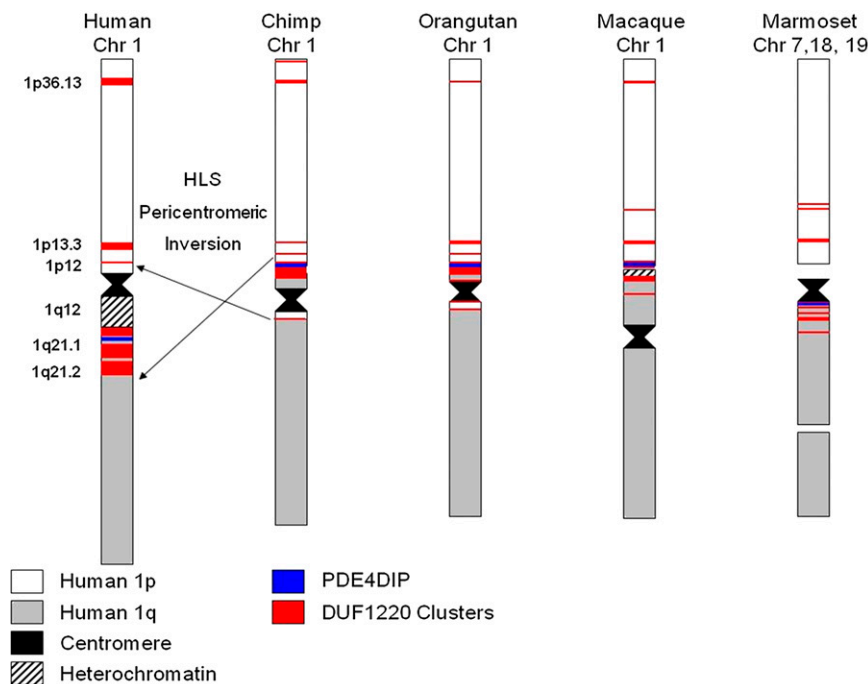 Human
Chr 1
Chimp
Chr 1
Orangutan
Chr 1
Macaque
Chr 1
Marmoset
Chr 7,18, 19
1p36.13
HLS
Pericentromeric
Inversion
1p13.3
1p12
1q12
1q21.1
1q21.2
Human 1p
Human 1q
Centromere
Heterochromatin
PDE4DIP
DUF1220 Clusters